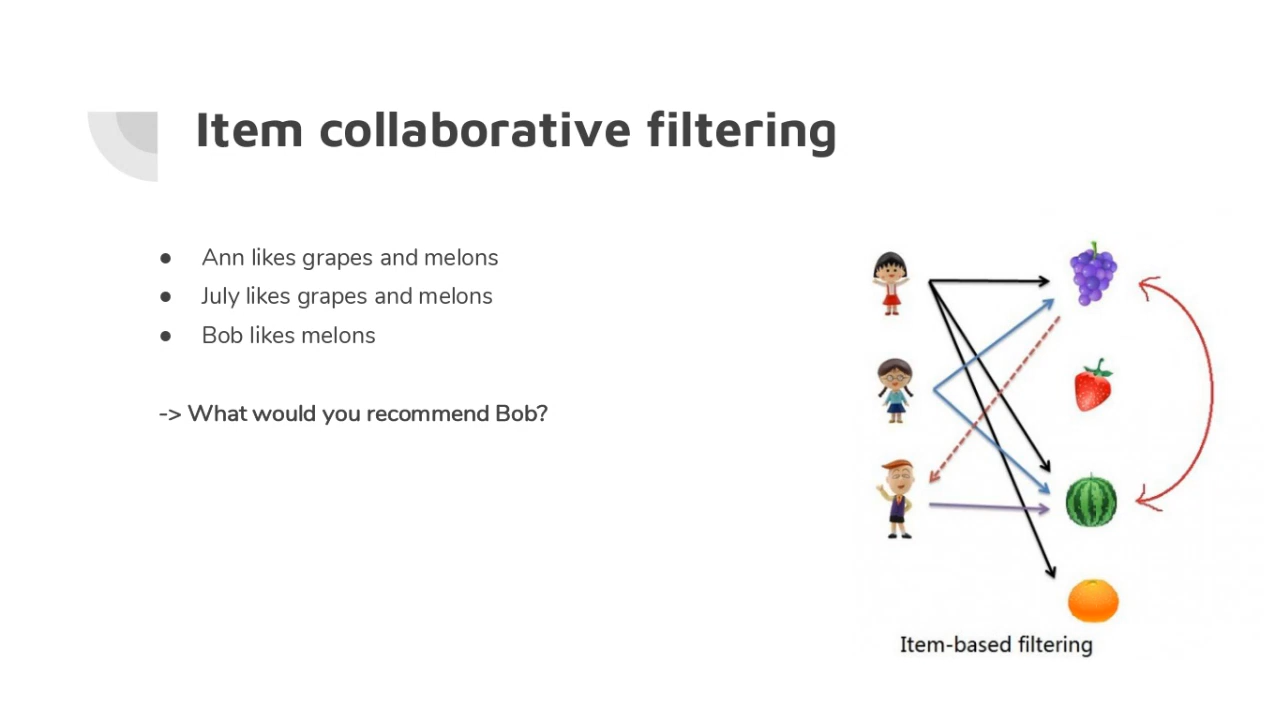 Item collaborative filtering
● Ann likes grapes and melons
● July likes grapes and melons
● Bob likes melons
-> What would you recommend Bob?
Item-based filtering